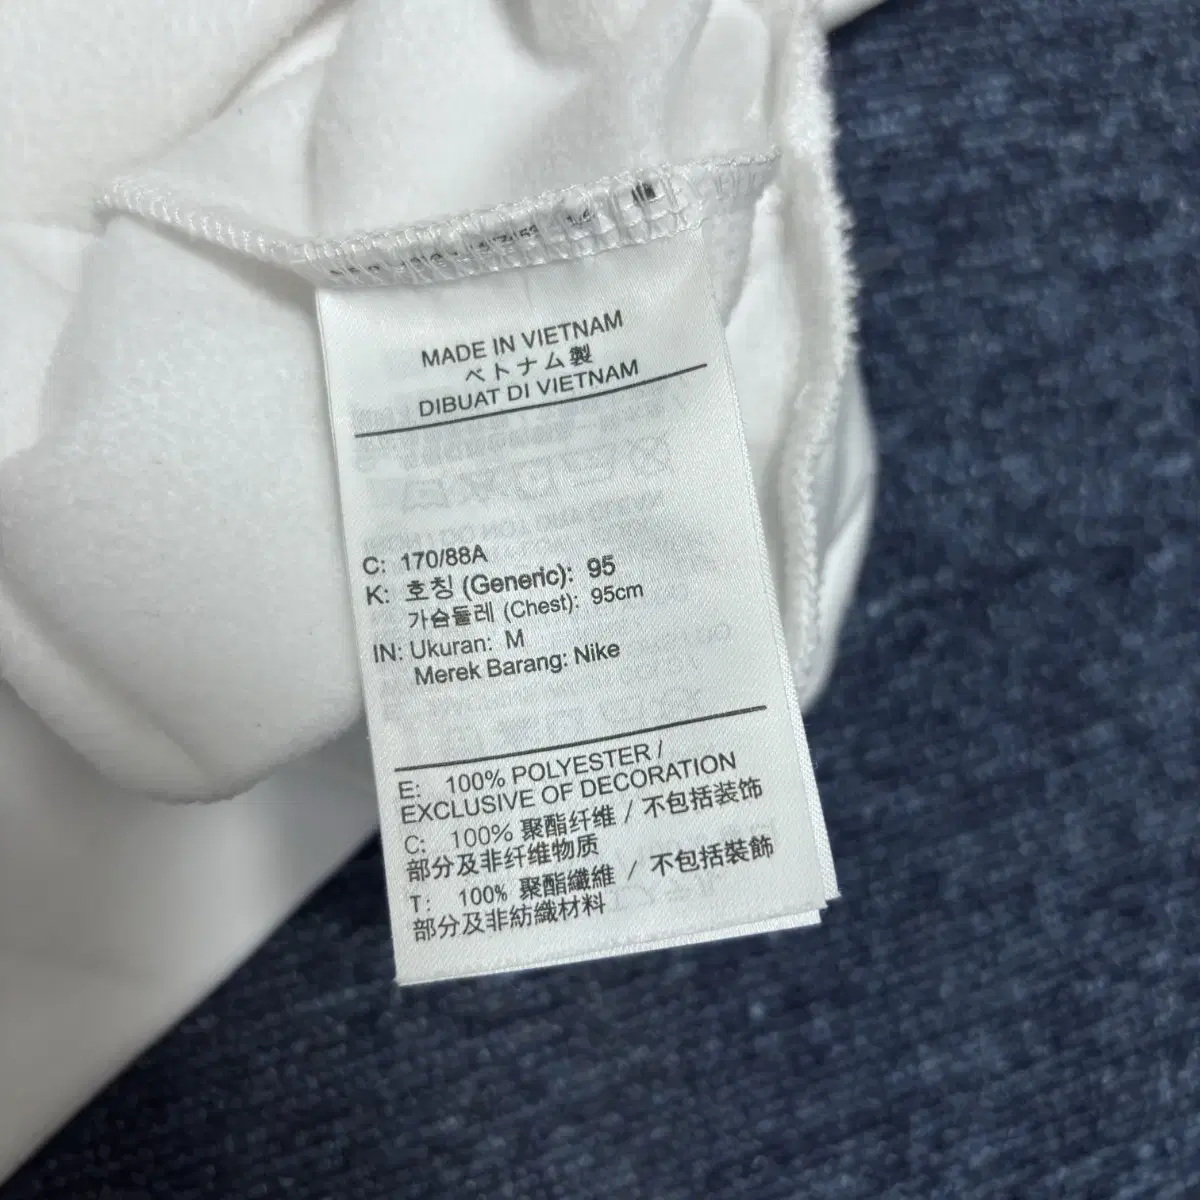 MADE IN VIETNAM
ベトナム製
DIBUAT DI VIETNAM
C: 170/88A
K: 호칭 (Generic): 95
가슴둘레 (Chest): 95cm
IN: Ukuran: M
Merek Barang: Nike
E: 100% POLYESTER /
EXCLUSIVE OF DECORATION
C: 100% 聚酯纤维 / 不包括装饰
部分及非纤维物质
T: 100% 聚酯纖維 / 不包括裝飾
部分及非紡織材料